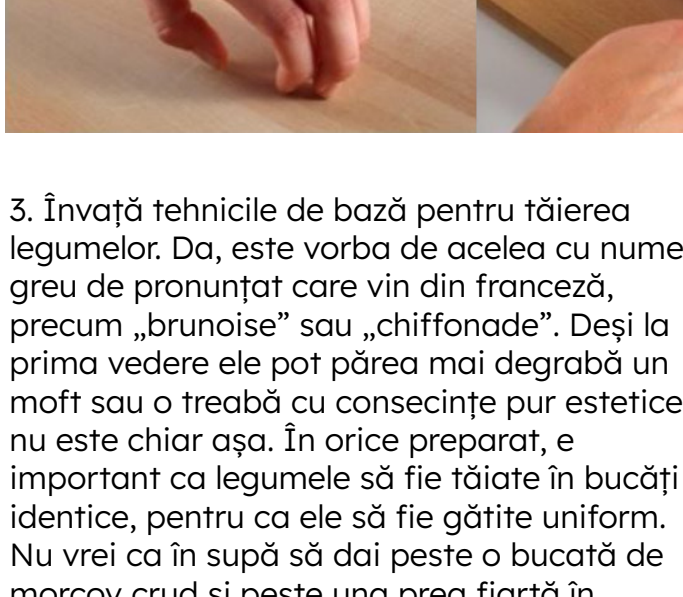 3. Învață tehnicile de bază pentru tăierea
legumelor. Da, este vorba de acelea cu nume
greu de pronunțat care vin din franceză,
precum „brunoise” sau „chiffonade”. Deși la
prima vedere ele pot părea mai degrabă un
moft sau o treabă cu consecințe pur estetice
nu este chiar așa. În orice preparat, e
important ca legumele să fie tăiate în bucăți
identice, pentru ca ele să fie gătite uniform.
Nu vrei ca în supă să dai peste o bucată de
morcov crud și peste una prea fiartă în